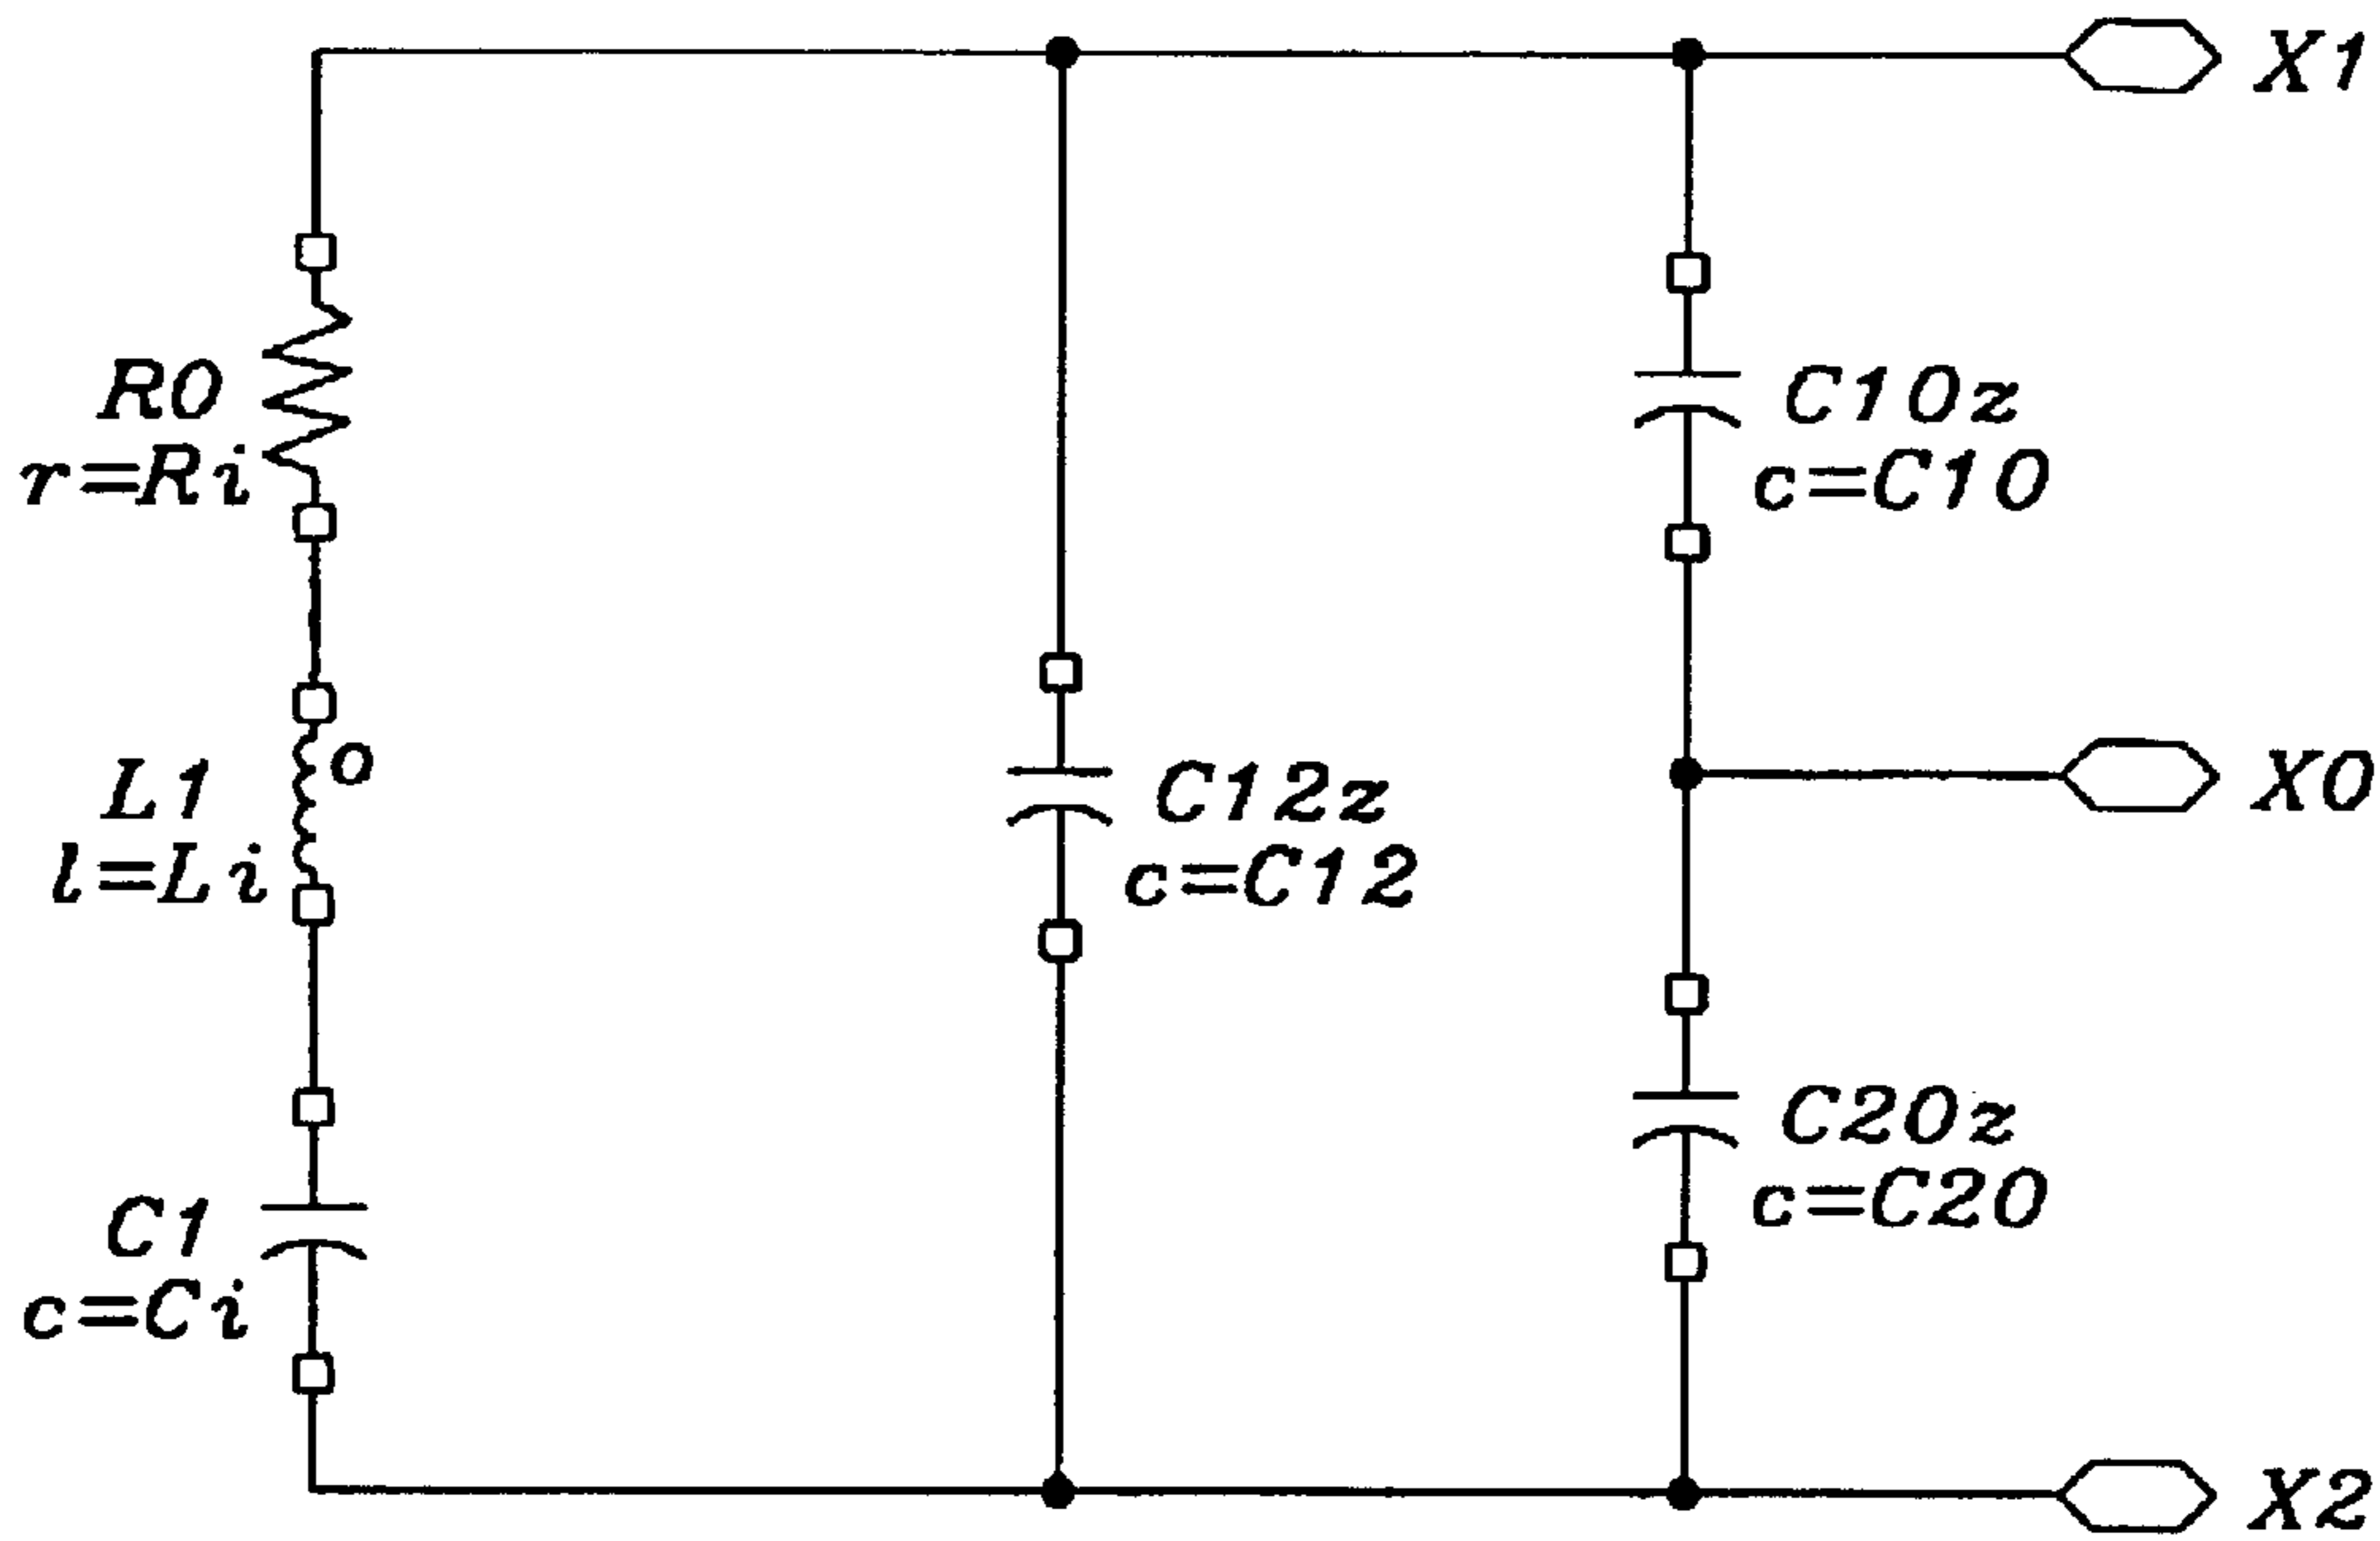 X1
R0
r=Ri
C10z
c=C10
L1
o
l=Li
C12z
c=C12
X0
C1
c=Ci
C20z
c=C20
X2